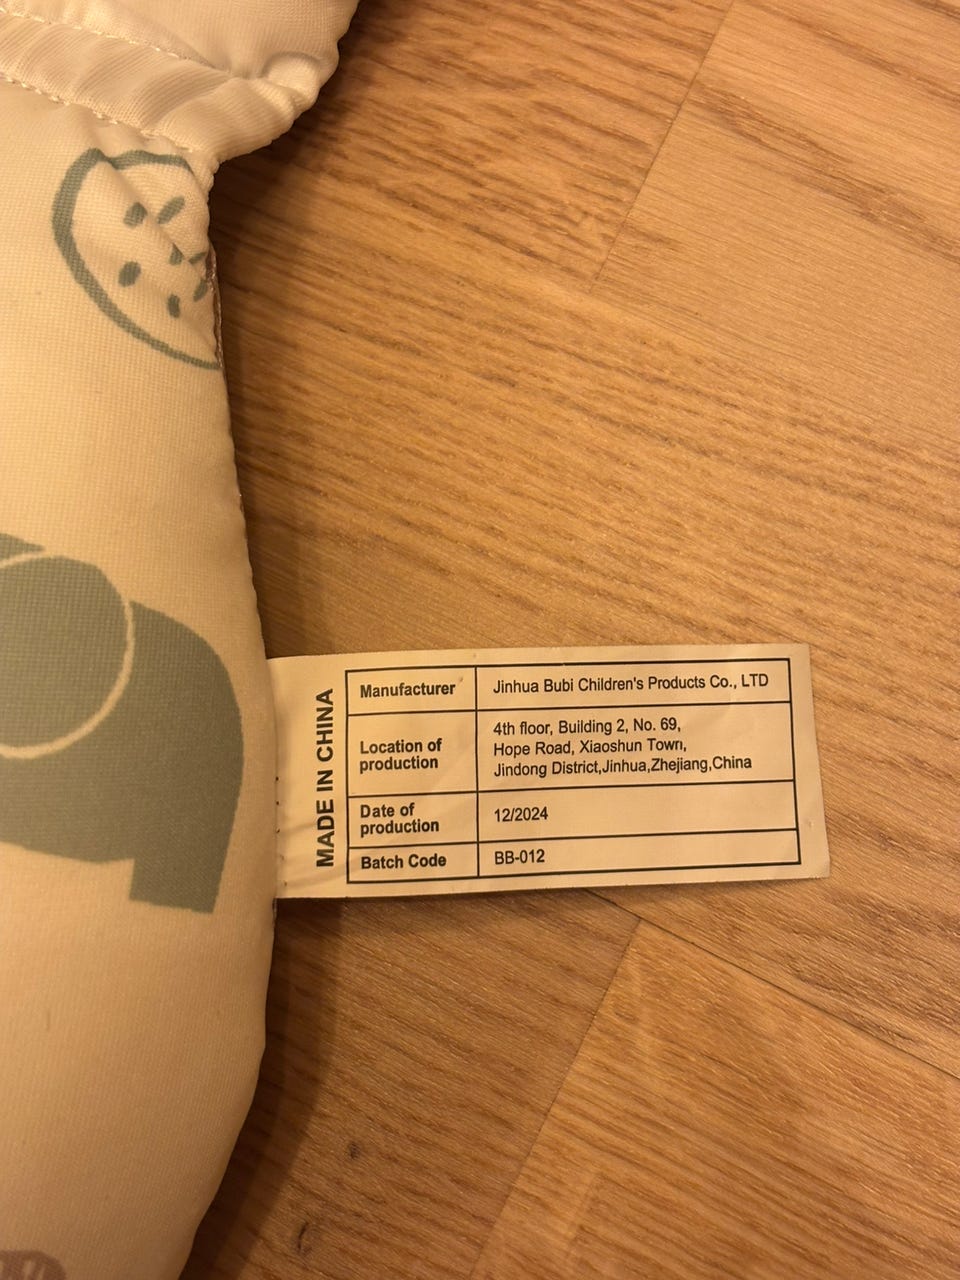 MADE IN CHINA
Manufacturer Jinhua Bubi Children's Products Co., LTD
Location of production 4th floor, Building 2, No. 69,
Hope Road, Xiaoshun Town,
Jindong District,Jinhua,Zhejiang,China
Date of production 12/2024
Batch Code BB-012